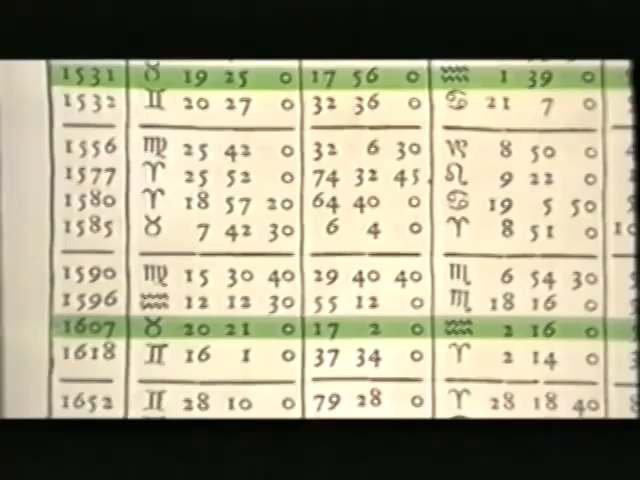 1531 ♉ 19 25 0 17 56 0 ♒ 1 39 0
1532 ♊ 20 27 0 32 36 0 ♋ 21 7 0
1556 ♍ 25 42 0 32 6 30 ♑ 8 50 0
1577 ♈ 25 52 0 74 32 45 ♌ 9 22 0
1580 ♈ 18 57 20 64 40 0 ♋ 19 5 50
1585 ♉ 7 42 30 6 4 0 ♈ 8 51 0
1590 ♍ 15 30 40 29 40 40 ♏ 6 54 30
1596 ♒ 12 12 30 55 12 0 ♏ 18 16 0
1607 ♉ 20 21 0 17 2 0 ♒ 2 16 0
1618 ♊ 16 1 0 37 34 0 ♈ 2 14 0
1652 ♊ 28 10 0 79 28 0 ♈ 28 18 40